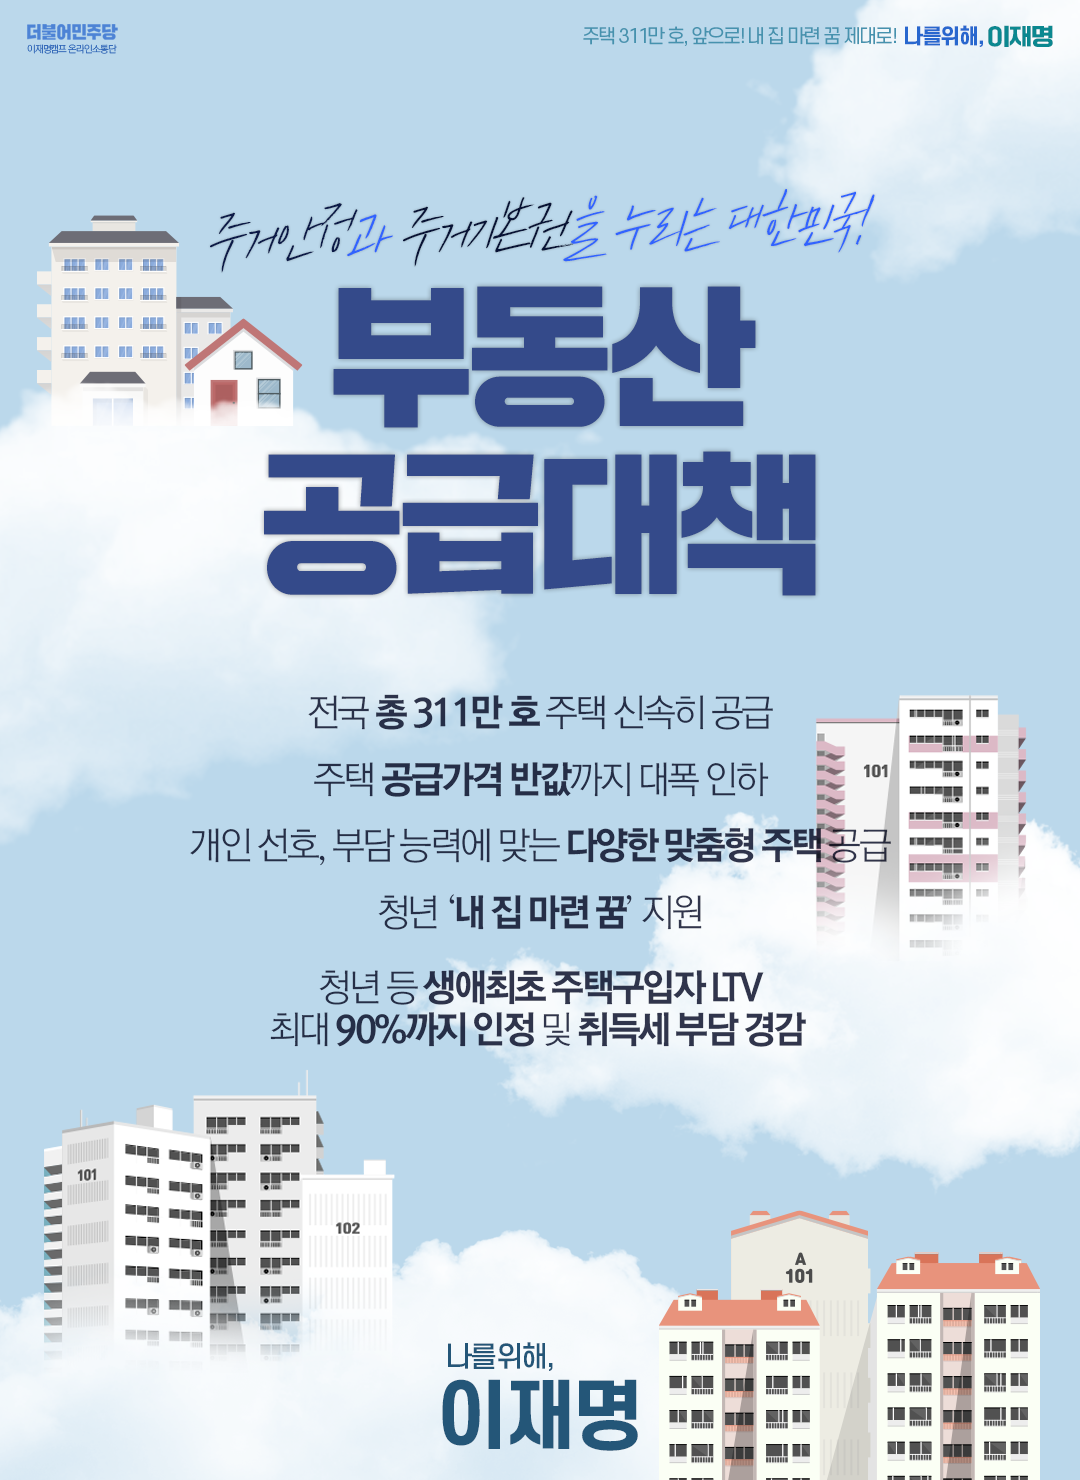 더불어민주당
이재명캠프 온라인소통단
주택 311만 호, 앞으로! 내 집 마련 꿈 제대로! 나를위해, 이재명
주거안정과 주거기본권을 누리는 대한민국!
부동산
공급대책
전국 총 311만 호 주택 신속히 공급
주택 공급가격 반값까지 대폭 인하
101
개인 선호, 부담 능력에 맞는 다양한 맞춤형 주택 공급
청년 ‘내 집 마련 꿈’ 지원
청년 등 생애최초 주택구입자 LTV
최대 90%까지 인정 및 취득세 부담 경감
101
102
A
101
나를위해,
이재명